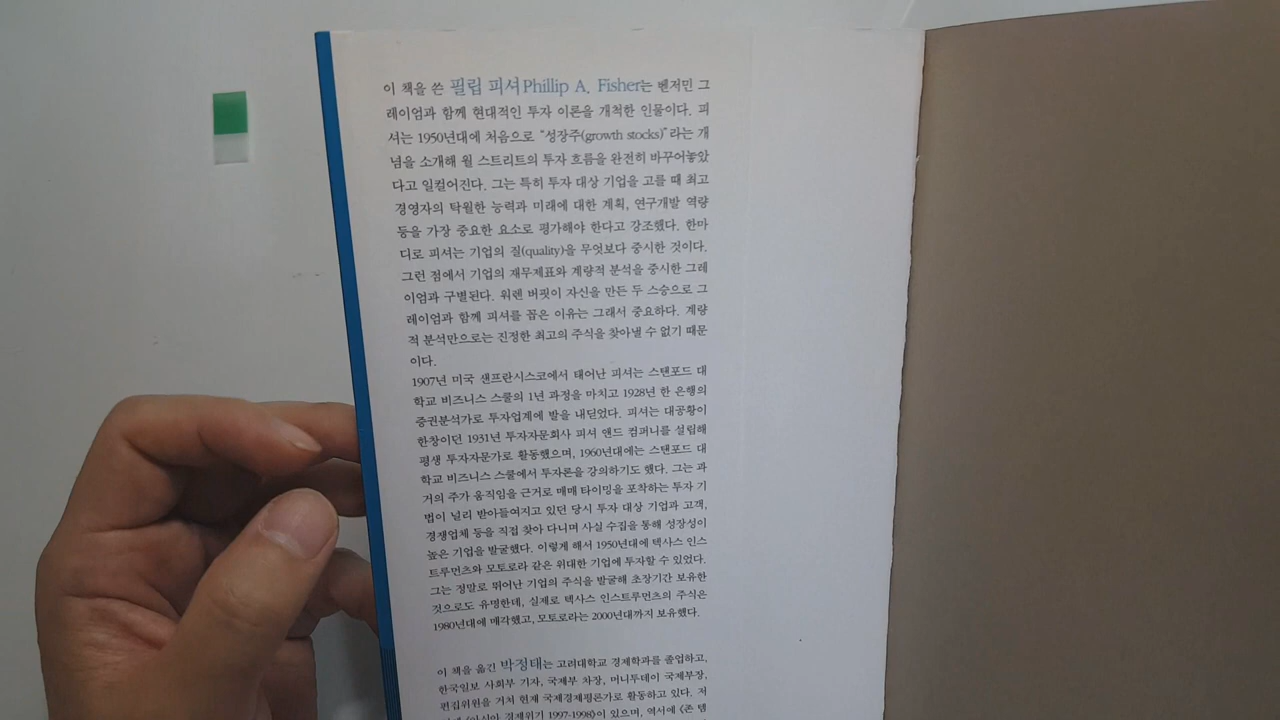 이 책을 쓴 필립 피셔Phillip A. Fisher는 벤저민 그
레이엄과 함께 현대적인 투자 이론을 개척한 인물이다. 피
셔는 1950년대에 처음으로 “성장주(growth stocks)”라는 개
념을 소개해 월 스트리트의 투자 흐름을 완전히 바꾸어놓았
다고 일컬어진다. 그는 특히 투자 대상 기업을 고를 때 최고
경영자의 탁월한 능력과 미래에 대한 계획, 연구개발 역량
등을 가장 중요한 요소로 평가해야 한다고 강조했다. 한마
디로 피셔는 기업의 질(quality)을 무엇보다 중시한 것이다.
그런 점에서 기업의 재무제표와 계량적 분석을 중시한 그레
이엄과 구별된다. 워렌 버핏이 자신을 만든 두 스승으로 그
레이엄과 함께 피셔를 꼽은 이유는 그래서 중요하다. 계량
적 분석만으로는 진정한 최고의 주식을 찾아낼 수 없기 때문
이다.
1907년 미국 샌프란시스코에서 태어난 피셔는 스탠포드 대
학교 비즈니스 스쿨의 1년 과정을 마치고 1928년 한 은행의
증권분석가로 투자업계에 발을 내딛었다. 피셔는 대공황이
한창이던 1931년 투자자문회사 피셔 앤드 컴퍼니를 설립해
평생 투자자문가로 활동했으며, 1960년대에는 스탠포드 대
학교 비즈니스 스쿨에서 투자론을 강의하기도 했다. 그는 과
거의 주가 움직임을 근거로 매매 타이밍을 포착하는 투자 기
법이 널리 받아들여지고 있던 당시 투자 대상 기업과 고객,
경쟁업체 등을 직접 찾아 다니며 사실 수집을 통해 성장성이
높은 기업을 발굴했다. 이렇게 해서 1950년대에 텍사스 인스
트루먼츠와 모토로라 같은 위대한 기업에 투자할 수 있었다.
그는 정말로 뛰어난 기업의 주식을 발굴해 초장기간 보유한
것으로도 유명한데, 실제로 텍사스 인스트루먼츠의 주식은
1980년대에 매각했고, 모토로라는 2000년대까지 보유했다.
이 책을 옮긴 박정태는 고려대학교 경제학과를 졸업하고,
한국일보 사회부 기자, 국제부 차장, 머니투데이 국제부장,
편집위원을 거쳐 현재 국제경제평론가로 활동하고 있다. 저
《아시아 경제위기 1997-1998》이 있으며, 역서에 《존 템